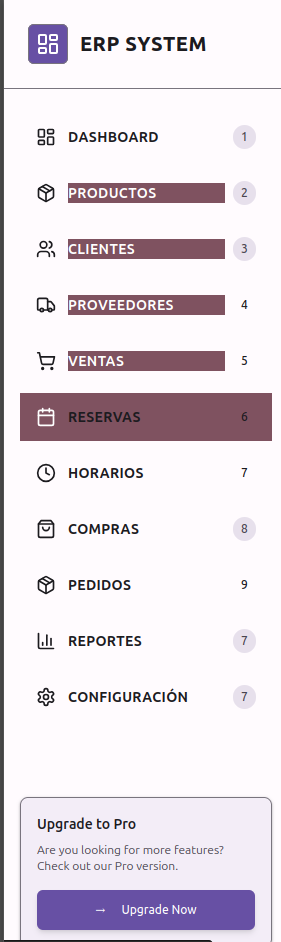 ERP SYSTEM
DASHBOARD 1
PRODUCTOS 2
CLIENTES 3
PROVEEDORES 4
VENTAS 5
RESERVAS 6
HORARIOS 7
COMPRAS 8
PEDIDOS 9
REPORTES 7
CONFIGURACIÓN 7
Upgrade to Pro
Are you looking for more features?
Check out our Pro version.
→ Upgrade Now